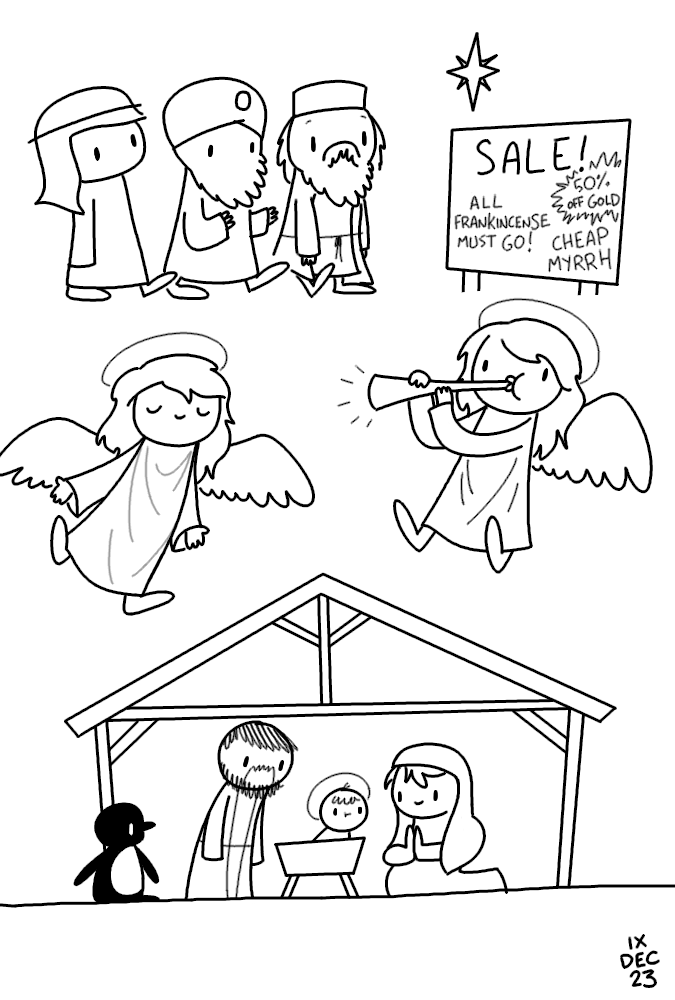 SALE!
50%
OFF GOLD
ALL
FRANKINCENSE
MUST GO!
CHEAP
MYRRH
IX
DEC
23